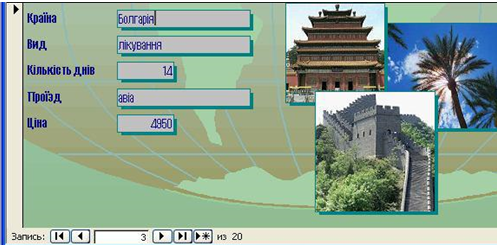 Країна Болгарія
Вид лікування
Кількість днів 14
Проїзд авіа
Ціна 4950
Запись: 3 из 20